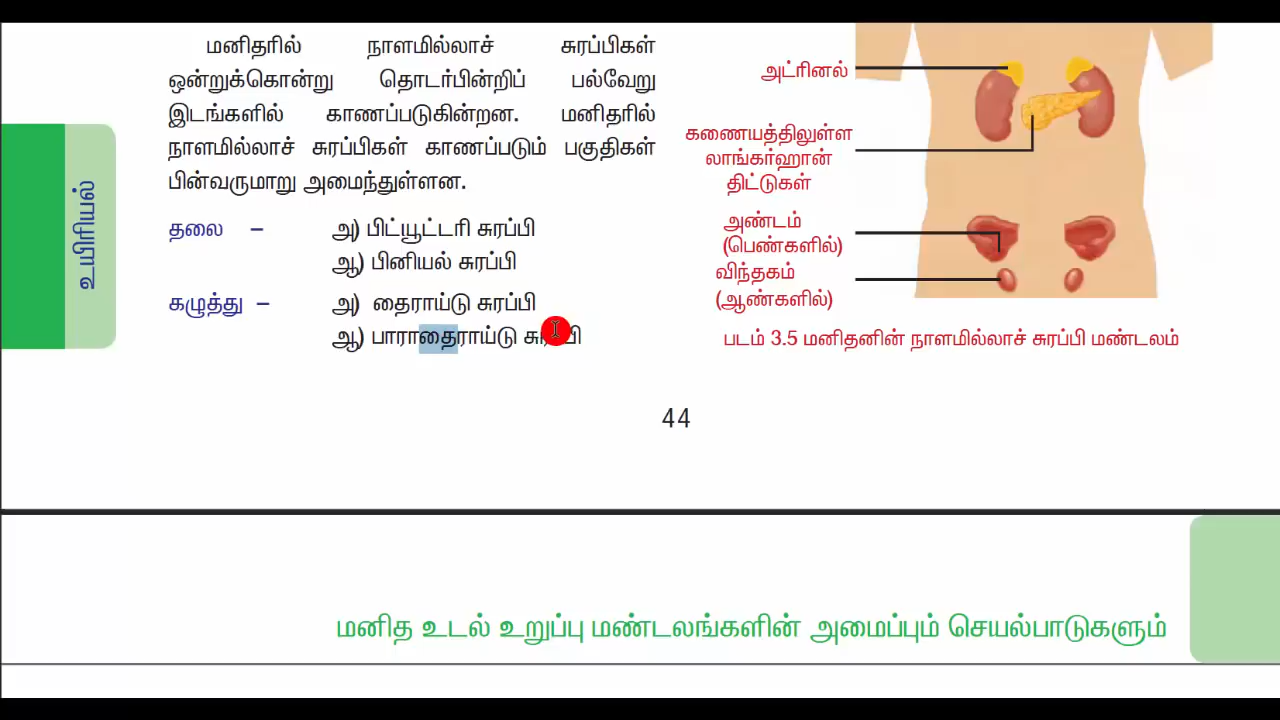 மனிதரில் நாளமில்லாச் சுரப்பிகள்
ஒன்றுக்கொன்று தொடர்பின்றிப் பல்வேறு
இடங்களில் காணப்படுகின்றன. மனிதரில்
நாளமில்லாச் சுரப்பிகள் காணப்படும் பகுதிகள்
பின்வருமாறு அமைந்துள்ளன.
தலை – அ) பிட்யூட்டரி சுரப்பி
ஆ) பினியல் சுரப்பி
கழுத்து – அ) தைராய்டு சுரப்பி
ஆ) பாராதைராய்டு சுரப்பி
உயிரியல்
அட்ரினல்
கணையத்திலுள்ள
லாங்கர்ஹான்
திட்டுகள்
அண்டம்
(பெண்களில்)
விந்தகம்
(ஆண்களில்)
படம் 3.5 மனிதனின் நாளமில்லாச் சுரப்பி மண்டலம்
44
மனித உடல் உறுப்பு மண்டலங்களின் அமைப்பும் செயல்பாடுகளும்